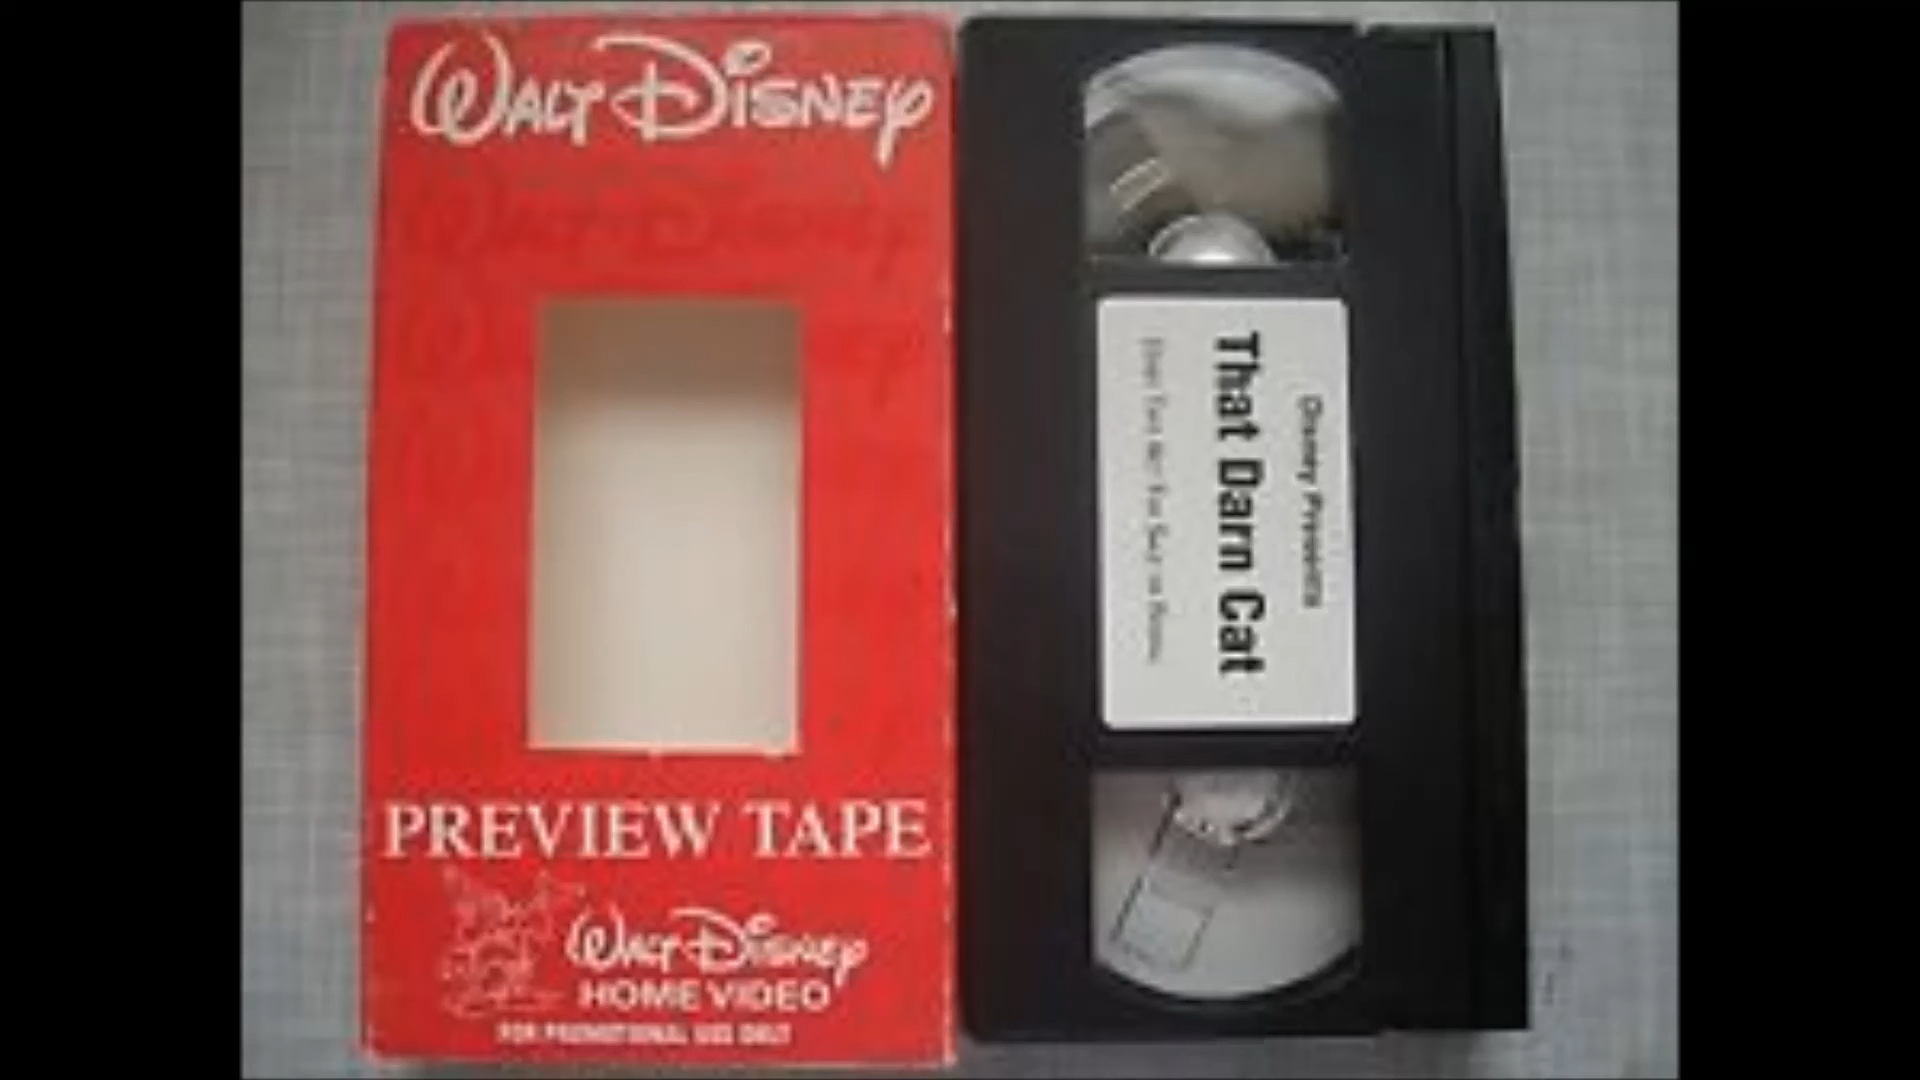 WALT DISNEY
PREVIEW TAPE
WALT DISNEY
HOME VIDEO
FOR PROMOTIONAL USE ONLY
Disney Presents
That Darn Cat